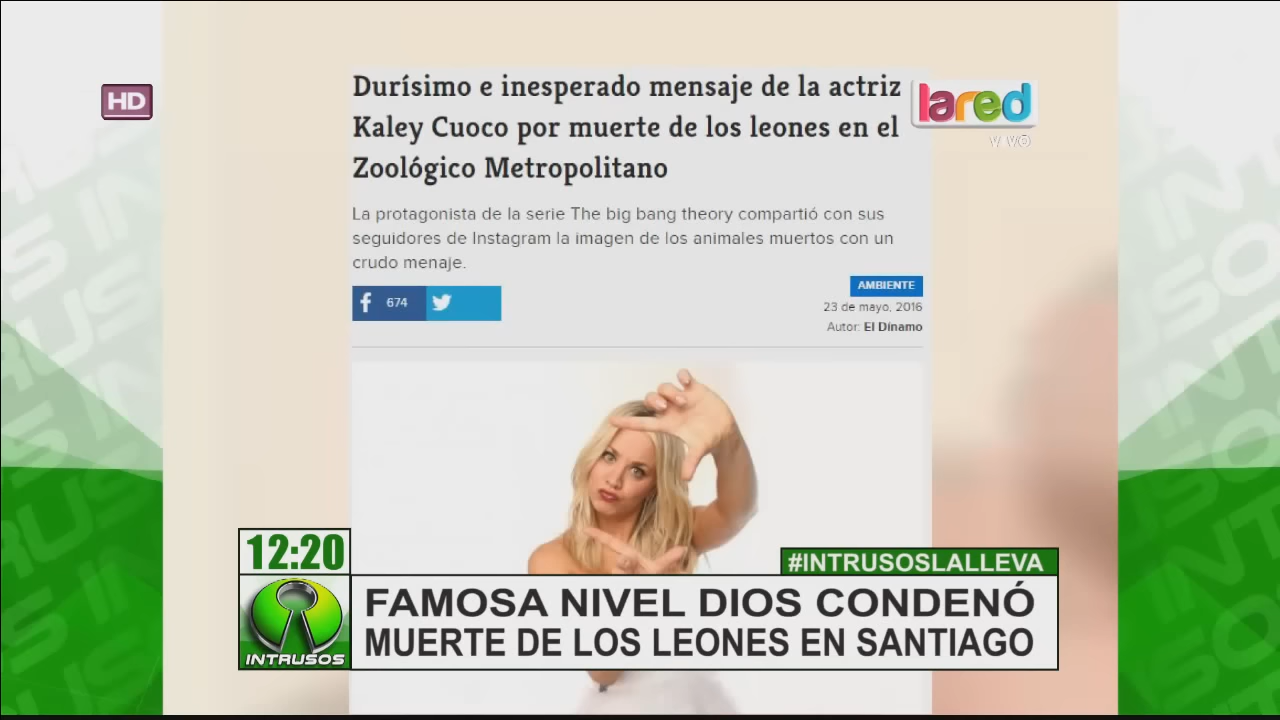 HD
Durísimo e inesperado mensaje de la actriz
Kaley Cuoco por muerte de los leones en el
Zoológico Metropolitano
lared
VIVO
La protagonista de la serie The big bang theory compartió con sus
seguidores de Instagram la imagen de los animales muertos con un
crudo menaje.
674
AMBIENTE
23 de mayo, 2016
Autor: El Dínamo
12:20
#INTRUSOSLALLEVA
FAMOSA NIVEL DIOS CONDENÓ
MUERTE DE LOS LEONES EN SANTIAGO
INTRUSOS